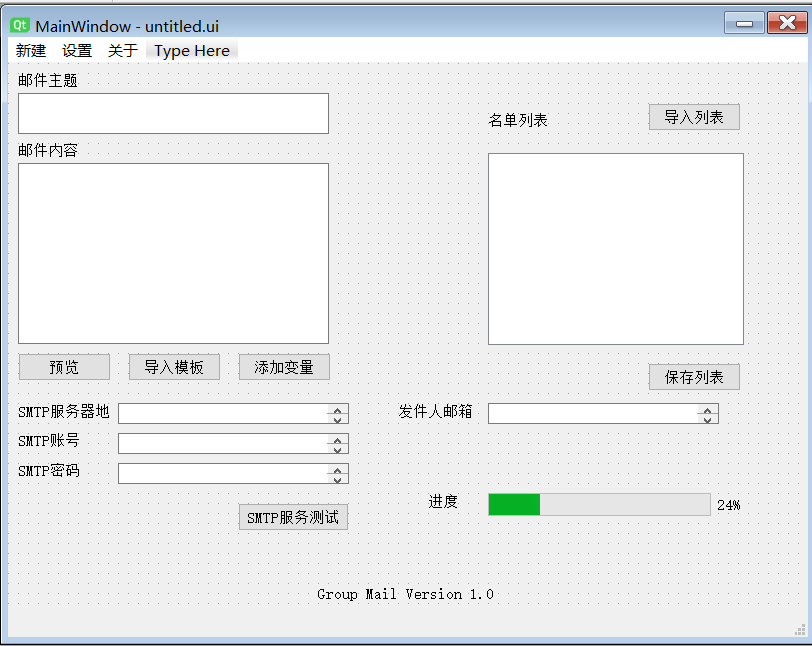 MainWindow - untitled.ui
新建 设置 关于 Type Here
邮件主题
名单列表 导入列表
邮件内容
预览 导入模板 添加变量
保存列表
SMTP服务器地 发件人邮箱
SMTP账号
SMTP密码
进度 24%
SMTP服务测试
Group Mail Version 1.0